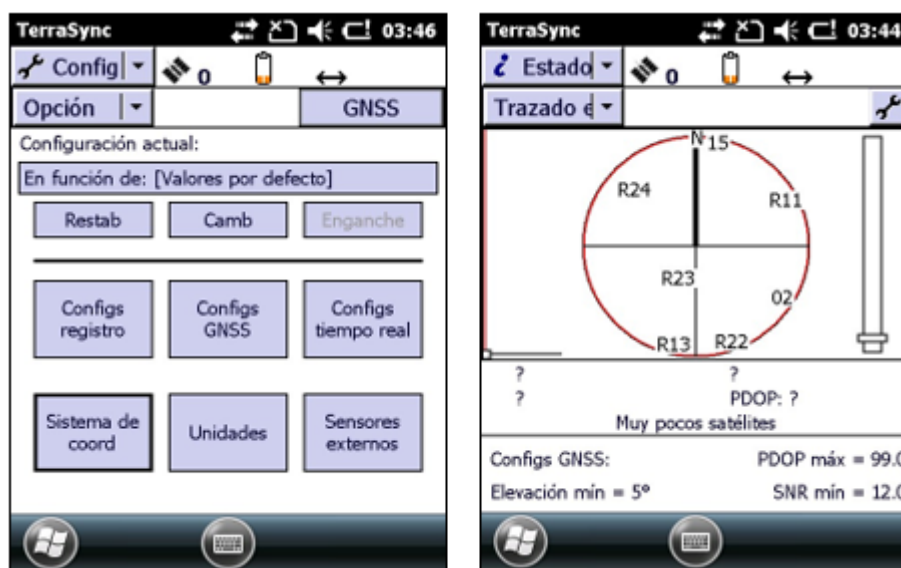 TerraSync 03:46
Config
0
Opción GNSS
Configuración actual:
En función de: [Valores por defecto]
Restab Camb Enganche
Configs registro Configs GNSS Configs tiempo real
Sistema de coord Unidades Sensores externos
TerraSync 03:44
Estado
0
Trazado e
N 15
R24
R11
R23
02
R13 R22
? ?
? PDOP: ?
Muy pocos satélites
Configs GNSS: PDOP máx = 99.0
Elevación mín = 5° SNR mín = 12.0